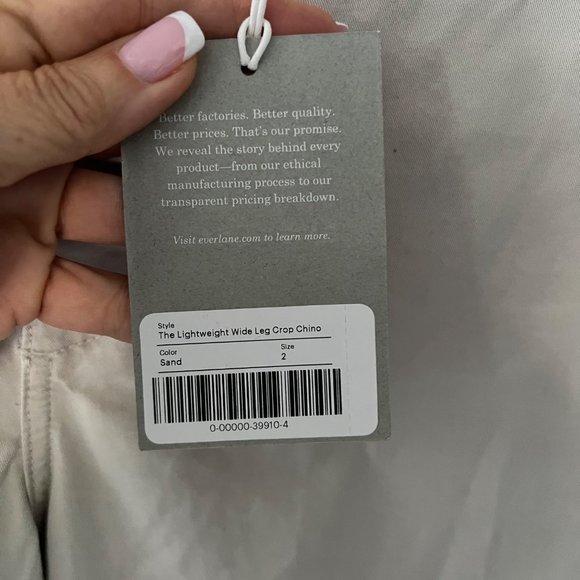 Better factories. Better quality.
Better prices. That's our promise.
We reveal the story behind every
product—from our ethical
manufacturing process to our
transparent pricing breakdown.
Visit everlane.com to learn more.
Style
The Lightweight Wide Leg Crop Chino
Color Size
Sand 2
0-00000-39910-4